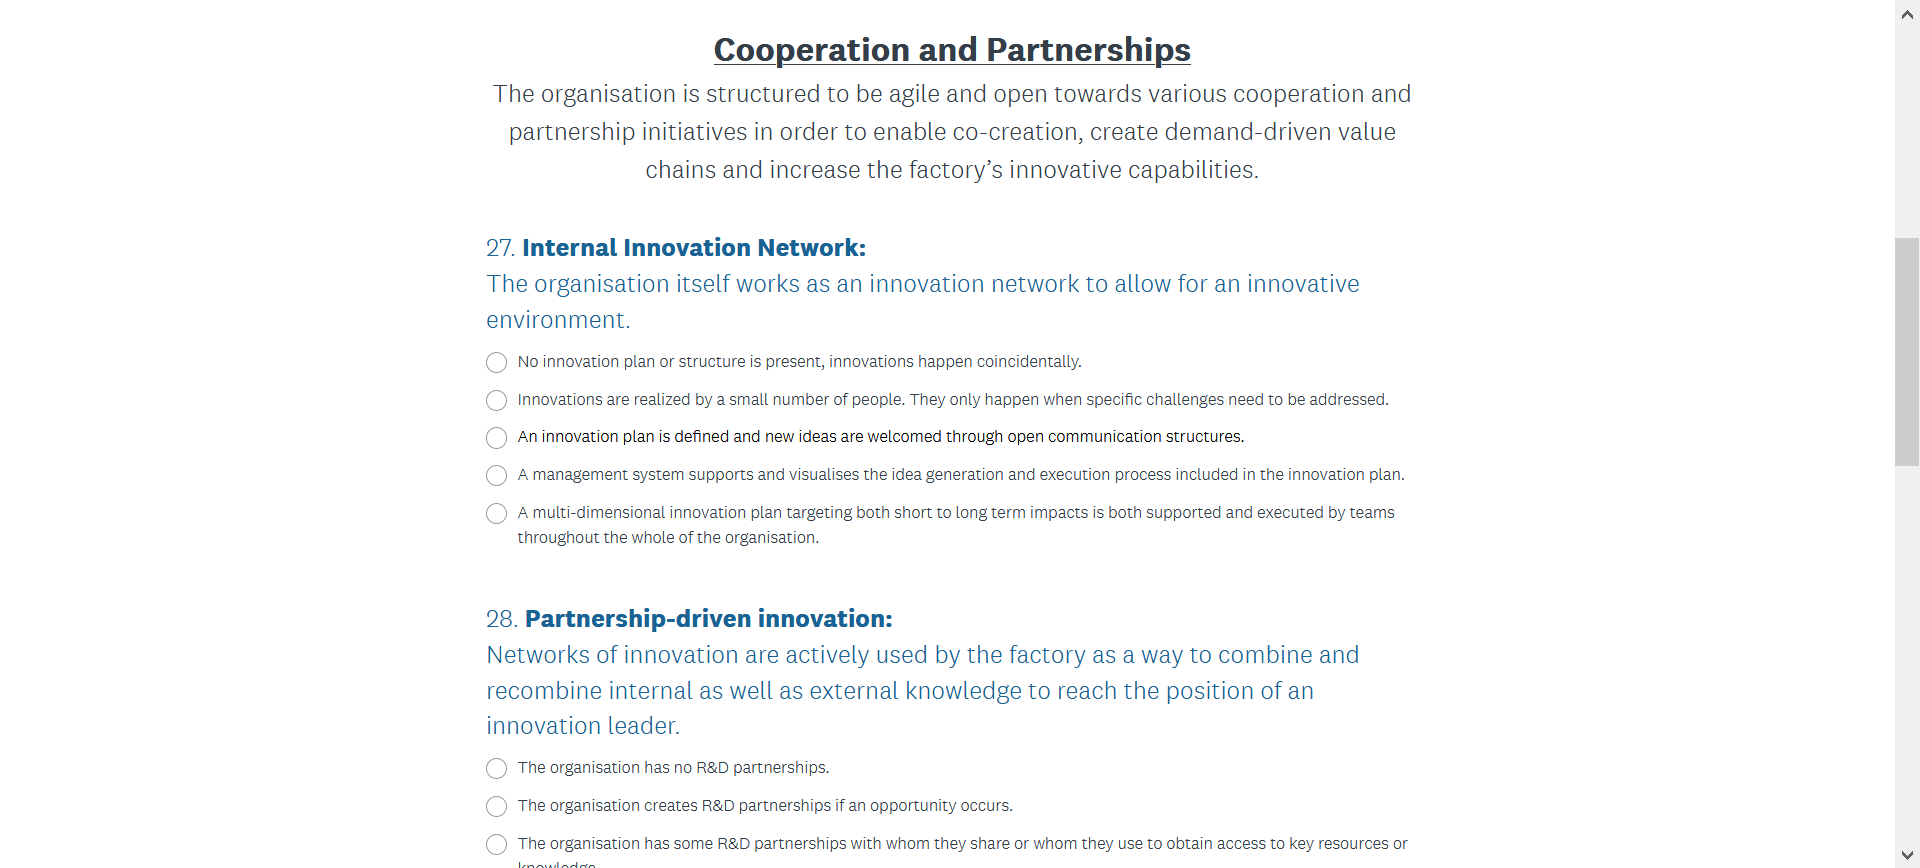 Cooperation and Partnerships
The organisation is structured to be agile and open towards various cooperation and
partnership initiatives in order to enable co-creation, create demand-driven value
chains and increase the factory’s innovative capabilities.
27. Internal Innovation Network:
The organisation itself works as an innovation network to allow for an innovative
environment.
No innovation plan or structure is present, innovations happen coincidentally.
Innovations are realized by a small number of people. They only happen when specific challenges need to be addressed.
An innovation plan is defined and new ideas are welcomed through open communication structures.
A management system supports and visualises the idea generation and execution process included in the innovation plan.
A multi-dimensional innovation plan targeting both short to long term impacts is both supported and executed by teams
throughout the whole of the organisation.
28. Partnership-driven innovation:
Networks of innovation are actively used by the factory as a way to combine and
recombine internal as well as external knowledge to reach the position of an
innovation leader.
The organisation has no R&D partnerships.
The organisation creates R&D partnerships if an opportunity occurs.
The organisation has some R&D partnerships with whom they share or whom they use to obtain access to key resources or
knowledge.